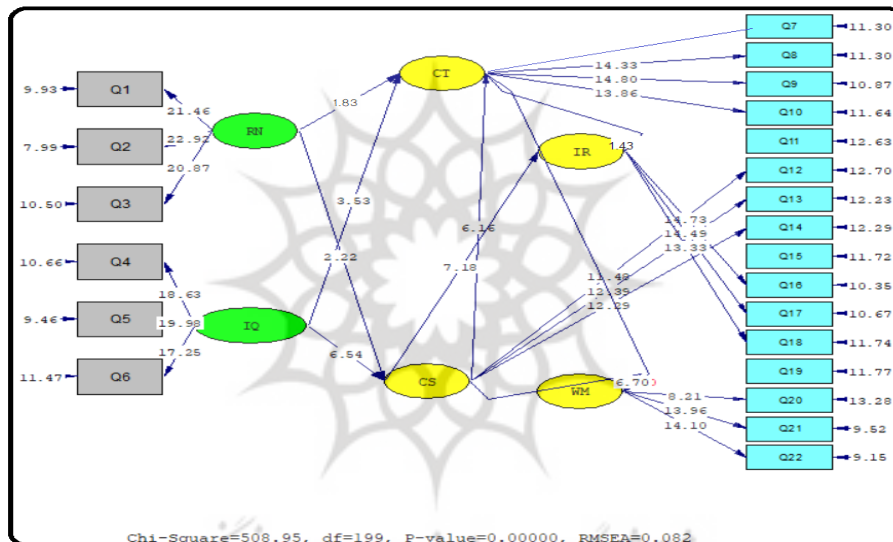 Q7 11.30
Q8 11.30
Q9 10.87
Q10 11.64
Q11 12.63
Q12 12.70
Q13 12.23
Q14 12.29
Q15 11.72
Q16 10.35
Q17 10.67
Q18 11.74
Q19 11.77
Q20 13.28
Q21 9.52
Q22 9.15
9.93 Q1
7.99 Q2
10.50 Q3
10.66 Q4
9.46 Q5
11.47 Q6
21.46
22.92
20.87
18.63
19.98
17.25
RN
IQ
CT
IR
CS
WM
1.83
3.53
2.22
6.54
6.16
7.18
1.43
6.70
14.33
14.80
13.86
14.73
14.49
13.33
11.48
12.39
12.29
8.21
13.96
14.10
Chi-Square=508.95, df=199, P-value=0.00000, RMSEA=0.082